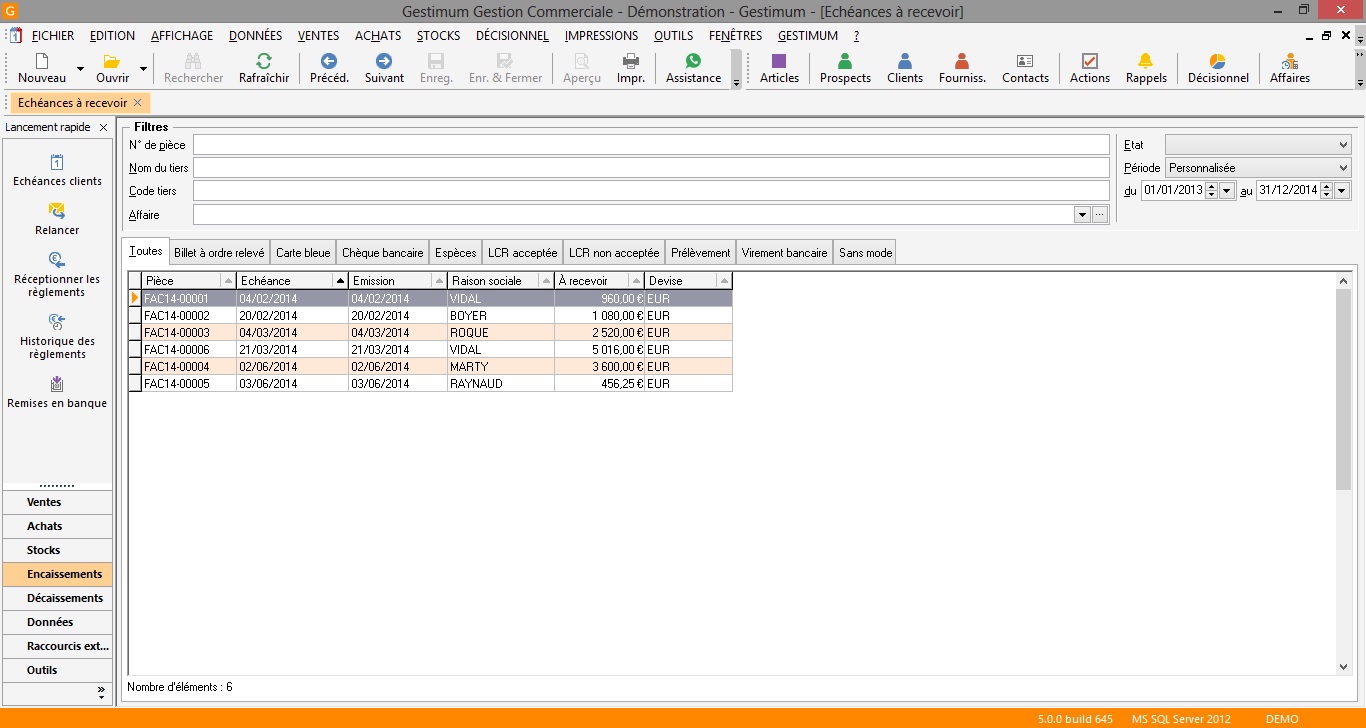 G Gestimum Gestion Commerciale - Démonstration - Gestimum - [Echéances à recevoir]
1 FICHIER EDITION AFFICHAGE DONNÉES VENTES ACHATS STOCKS DÉCISIONNEL IMPRESSIONS OUTILS FENÊTRES GESTIMUM ?
Nouveau Ouvrir Rechercher Rafraîchir Précéd. Suivant Enreg. Enr. & Fermer Aperçu Impr. Assistance Articles Prospects Clients Fourniss. Contacts Actions Rappels Décisionnel Affaires
Echéances à recevoir
Lancement rapide
1
Echéances clients
Relancer
Réceptionner les
règlements
Historique des
règlements
Remises en banque
Ventes
Achats
Stocks
Encaissements
Décaissements
Données
Raccourcis ext...
Outils
Filtres
N° de pièce
Nom du tiers
Code tiers
Affaire ...
Etat
Période Personnalisée
du 01/01/2013 au 31/12/2014
Toutes Billet à ordre relevé Carte bleue Chèque bancaire Espèces LCR acceptée LCR non acceptée Prélèvement Virement bancaire Sans mode
Pièce Echéance Emission Raison sociale À recevoir Devise
FAC14-00001 04/02/2014 04/02/2014 VIDAL 960,00 € EUR
FAC14-00002 20/02/2014 20/02/2014 BOYER 1 080,00 € EUR
FAC14-00003 04/03/2014 04/03/2014 ROQUE 2 520,00 € EUR
FAC14-00006 21/03/2014 21/03/2014 VIDAL 5 016,00 € EUR
FAC14-00004 02/06/2014 02/06/2014 MARTY 3 600,00 € EUR
FAC14-00005 03/06/2014 03/06/2014 RAYNAUD 456,25 € EUR
Nombre d'éléments : 6
5.0.0 build 645 MS SQL Server 2012 DEMO